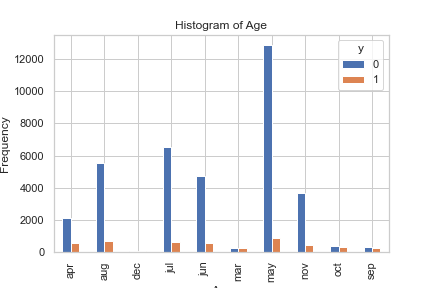 Histogram of Age
y
0
1
12000
10000
8000
6000
4000
2000
0
Frequency
apr
aug
dec
jul
jun
mar
may
nov
oct
sep